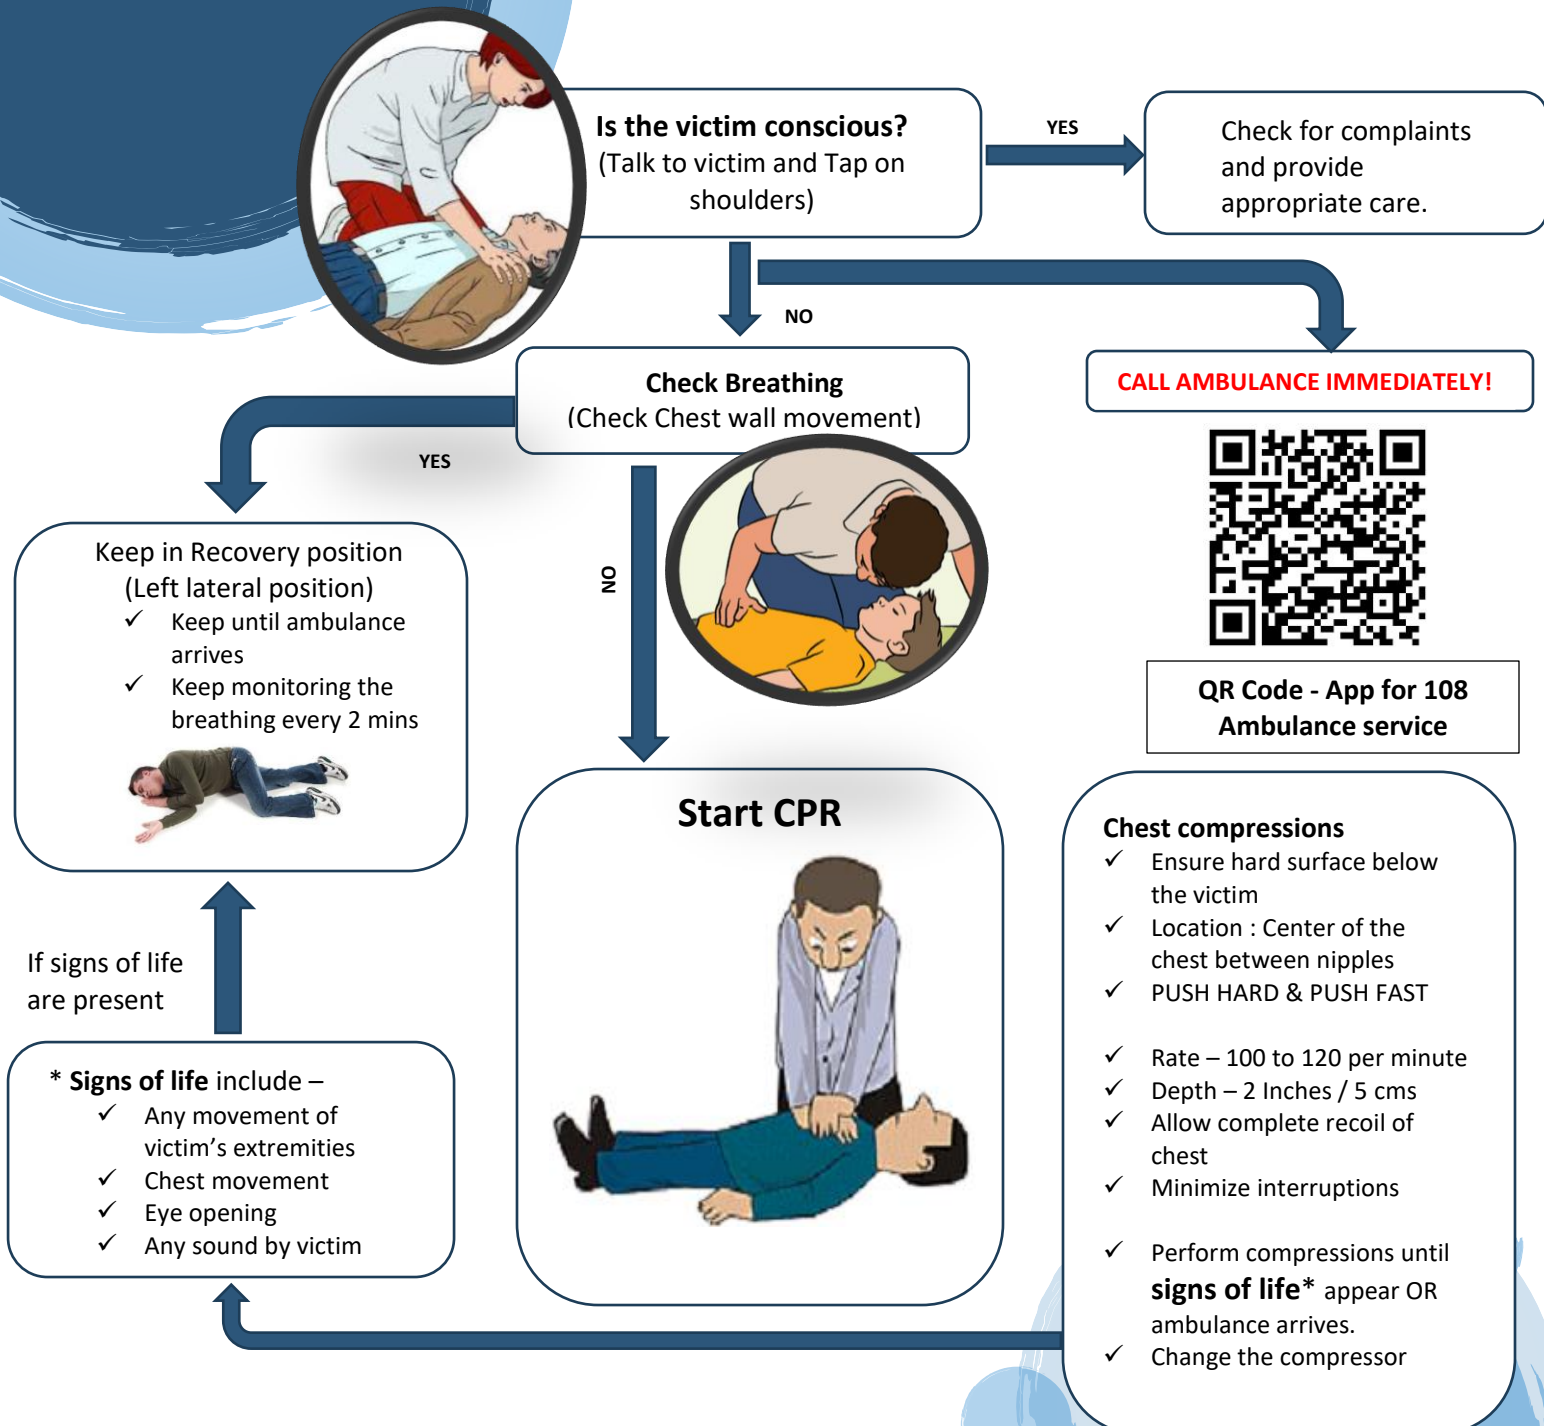 Is the victim conscious?
(Talk to victim and Tap on
shoulders)
YES
Check for complaints
and provide
appropriate care.
NO
CALL AMBULANCE IMMEDIATELY!
Check Breathing
(Check Chest wall movement)
YES
NO
QR Code - App for 108
Ambulance service
Keep in Recovery position
(Left lateral position)
✓ Keep until ambulance
arrives
✓ Keep monitoring the
breathing every 2 mins
Start CPR
Chest compressions
✓ Ensure hard surface below
the victim
✓ Location : Center of the
chest between nipples
✓ PUSH HARD & PUSH FAST
✓ Rate – 100 to 120 per minute
✓ Depth – 2 Inches / 5 cms
✓ Allow complete recoil of
chest
✓ Minimize interruptions
✓ Perform compressions until
signs of life* appear OR
ambulance arrives.
✓ Change the compressor
If signs of life
are present
* Signs of life include –
✓ Any movement of
victim’s extremities
✓ Chest movement
✓ Eye opening
✓ Any sound by victim